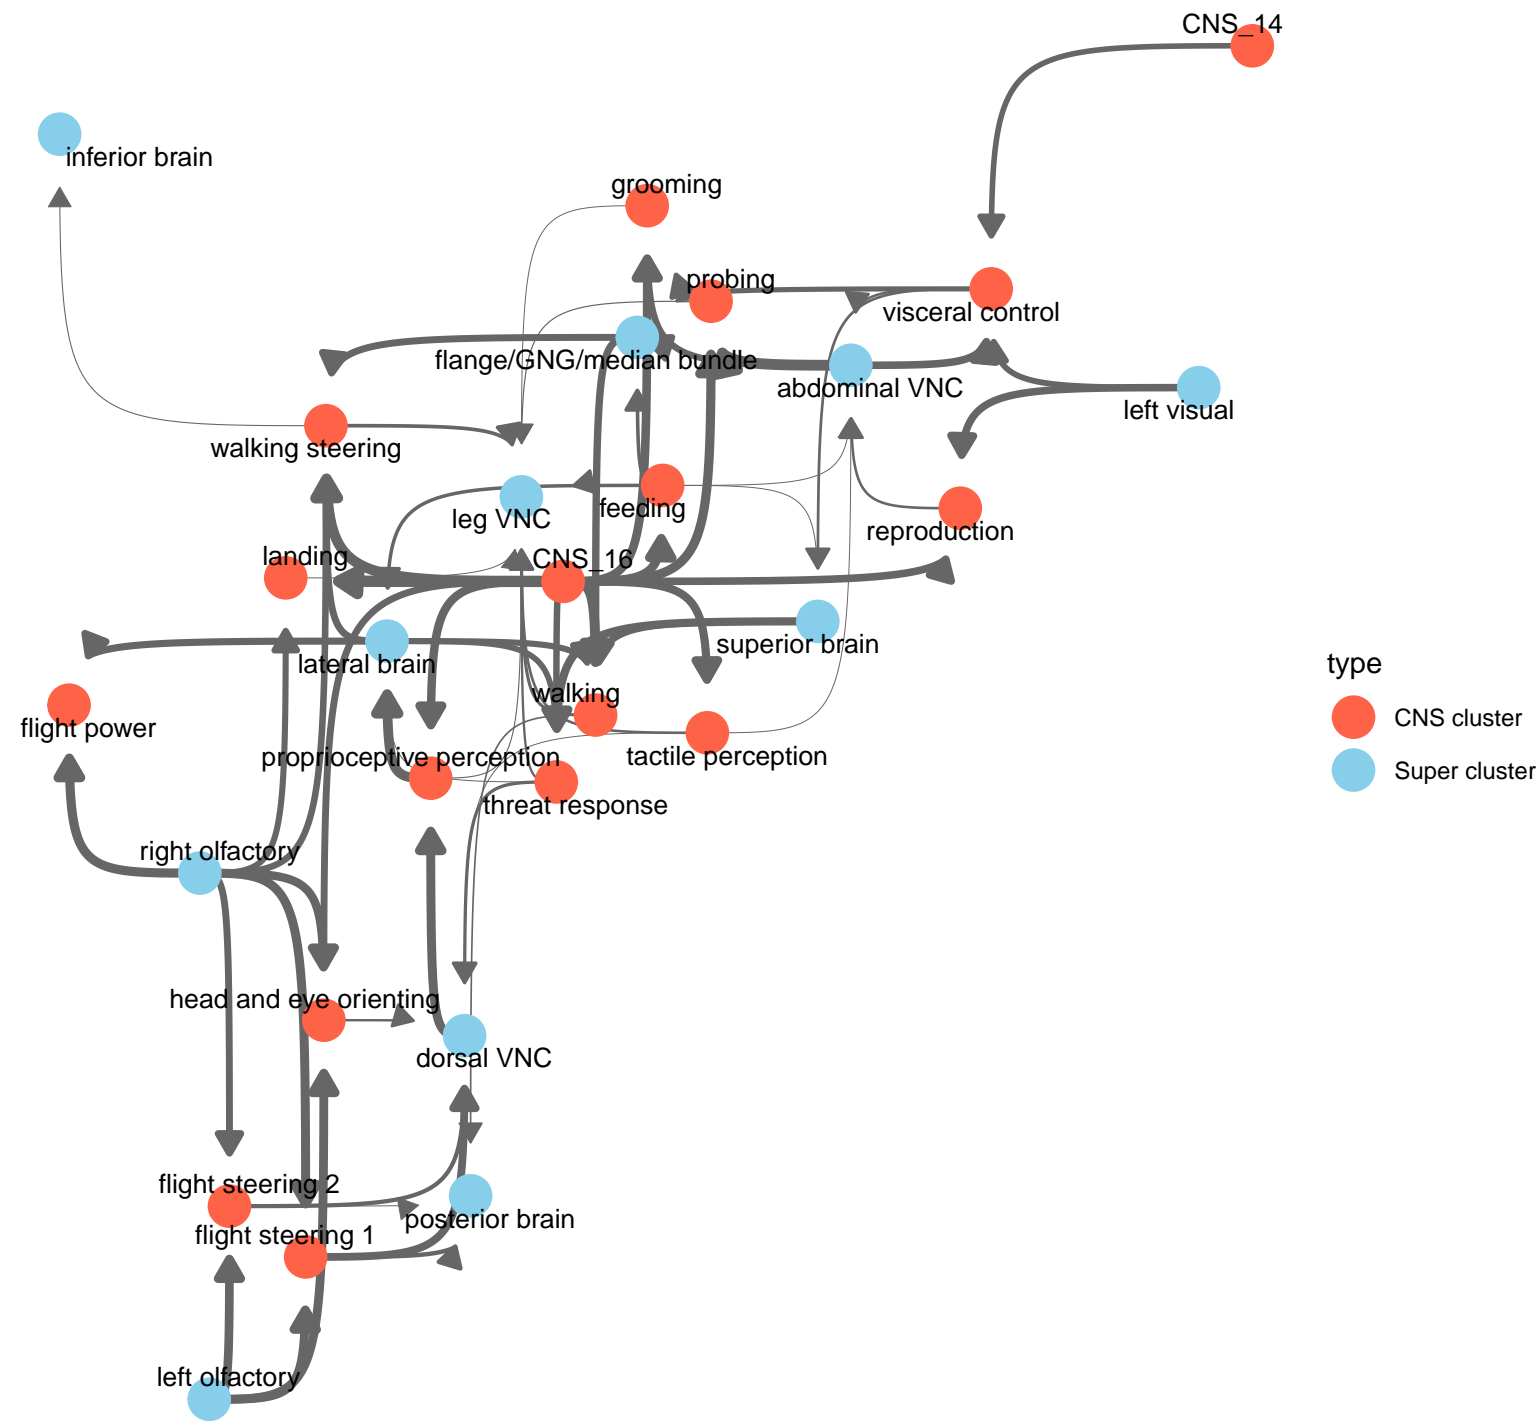 CNS_14
inferior brain
grooming
probing
visceral control
flange/GNG/median bundle
abdominal VNC
left visual
walking steering
feeding
leg VNC
reproduction
landing
CNS_16
superior brain
lateral brain
type
walking
CNS cluster
flight power
proprioceptive perception
tactile perception
Super cluster
threat response
right olfactory
head and eye orienting
dorsal VNC
flight steering 2
posterior brain
flight steering 1
left olfactory